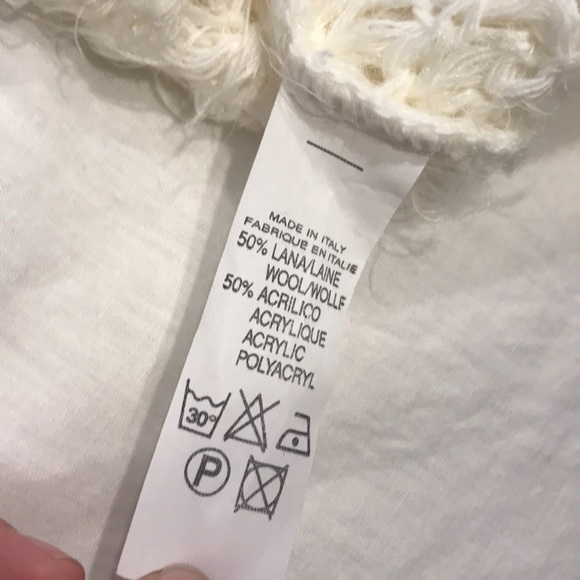 MADE IN ITALY
FABRIQUE EN ITALIE
50% LANA/LAINE
WOOL/WOLLE
50% ACRILICO
ACRYLIQUE
ACRYLIC
POLYACRYL
30°
P